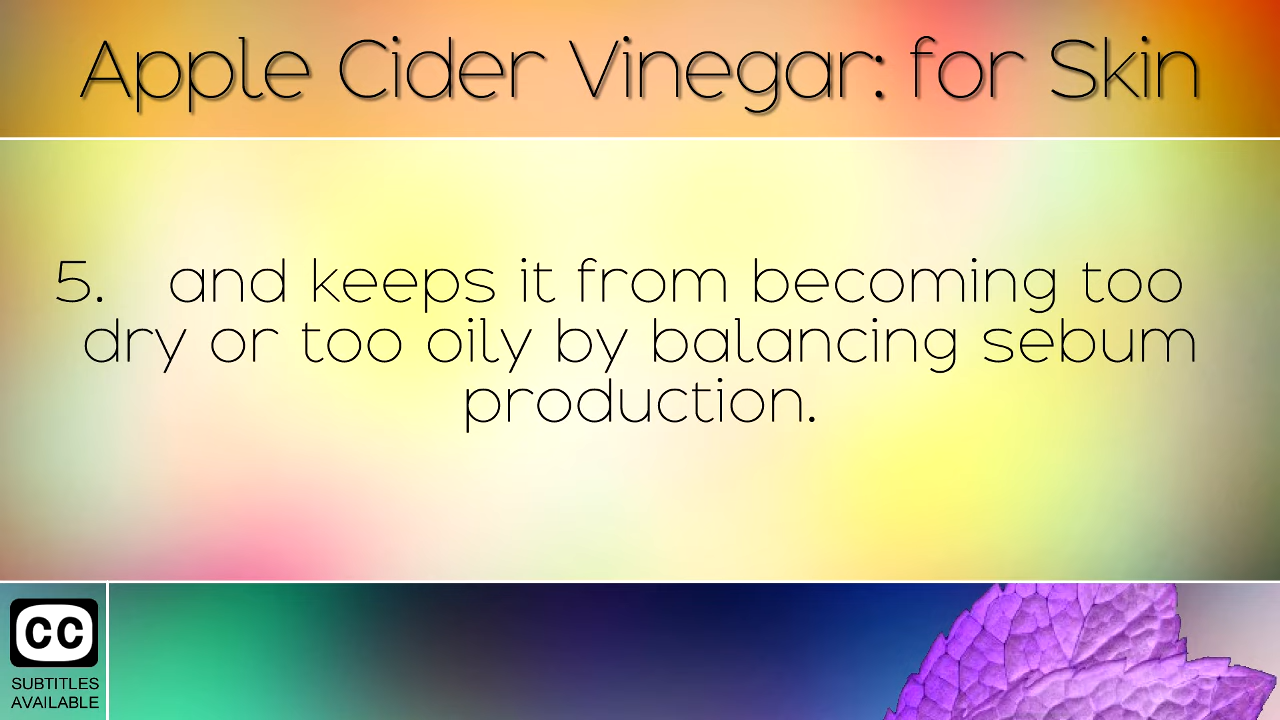 Apple Cider Vinegar: for Skin
5. and keeps it from becoming too
dry or too oily by balancing sebum
production.
CC
SUBTITLES
AVAILABLE